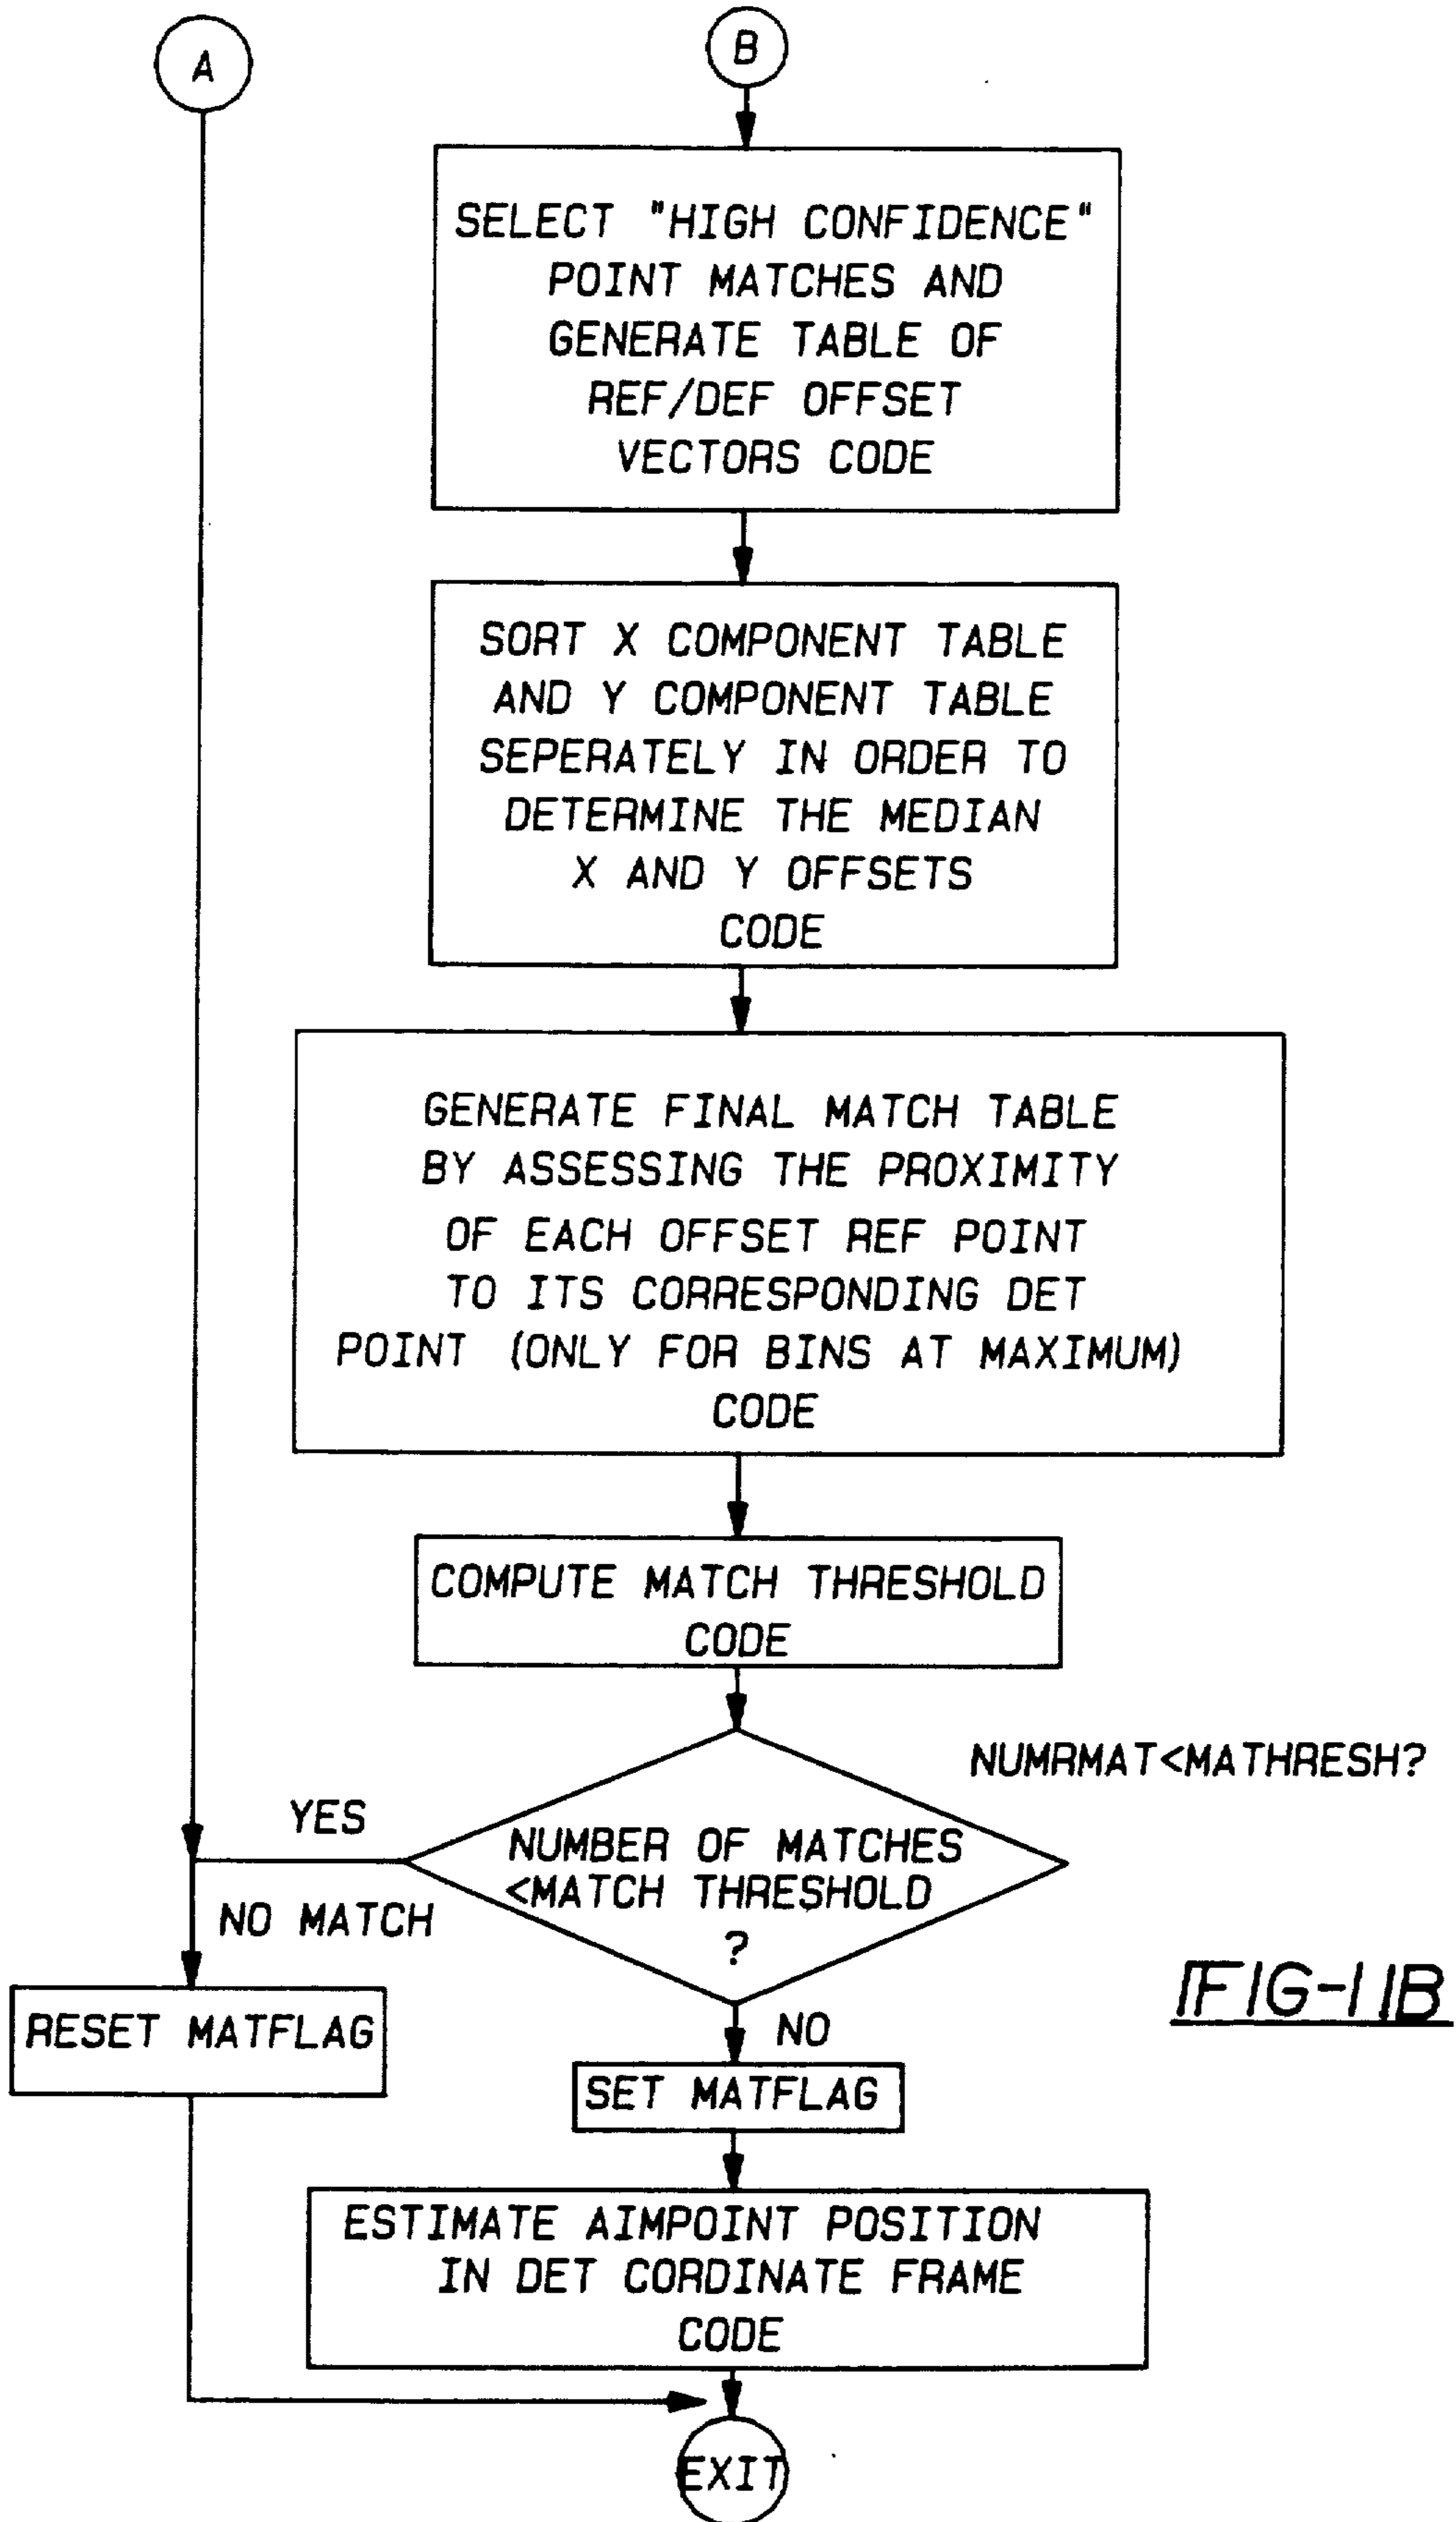 A
B
SELECT "HIGH CONFIDENCE"
POINT MATCHES AND
GENERATE TABLE OF
REF/DEF OFFSET
VECTORS CODE
SORT X COMPONENT TABLE
AND Y COMPONENT TABLE
SEPERATELY IN ORDER TO
DETERMINE THE MEDIAN
X AND Y OFFSETS
CODE
GENERATE FINAL MATCH TABLE
BY ASSESSING THE PROXIMITY
OF EACH OFFSET REF POINT
TO ITS CORRESPONDING DET
POINT (ONLY FOR BINS AT MAXIMUM)
CODE
COMPUTE MATCH THRESHOLD
CODE
NUMRMAT<MATHRESH?
YES
NUMBER OF MATCHES
<MATCH THRESHOLD
?
NO MATCH
RESET MATFLAG
NO
SET MATFLAG
FIG-11B
ESTIMATE AIMPOINT POSITION
IN DET CORDINATE FRAME
CODE
EXIT